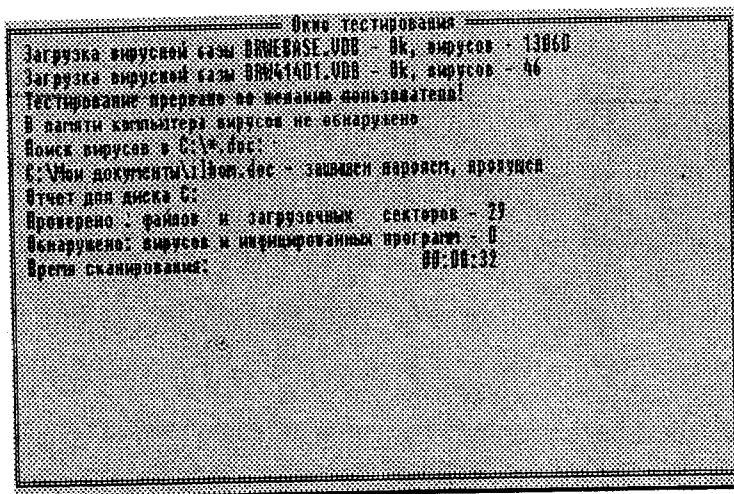 Окно тестирования
Загрузка вирусной базы DRWEBASE.VDB - Ok, вирусов - 13060
Загрузка вирусной базы DRW41401.VDB - Ok, вирусов - 46
Тестирование прервано по желанию пользователя!
В памяти компьютера вирусов не обнаружено
Поиск вирусов в C:\*.doc:
C:\Мои документы\ilhom.doc - защищен паролем, пропущен
Отчет для диска C:
Проверено : файлов и загрузочных секторов - 29
Обнаружено: вирусов и инфицированных программ - 0
Время сканирования: 00:00:32